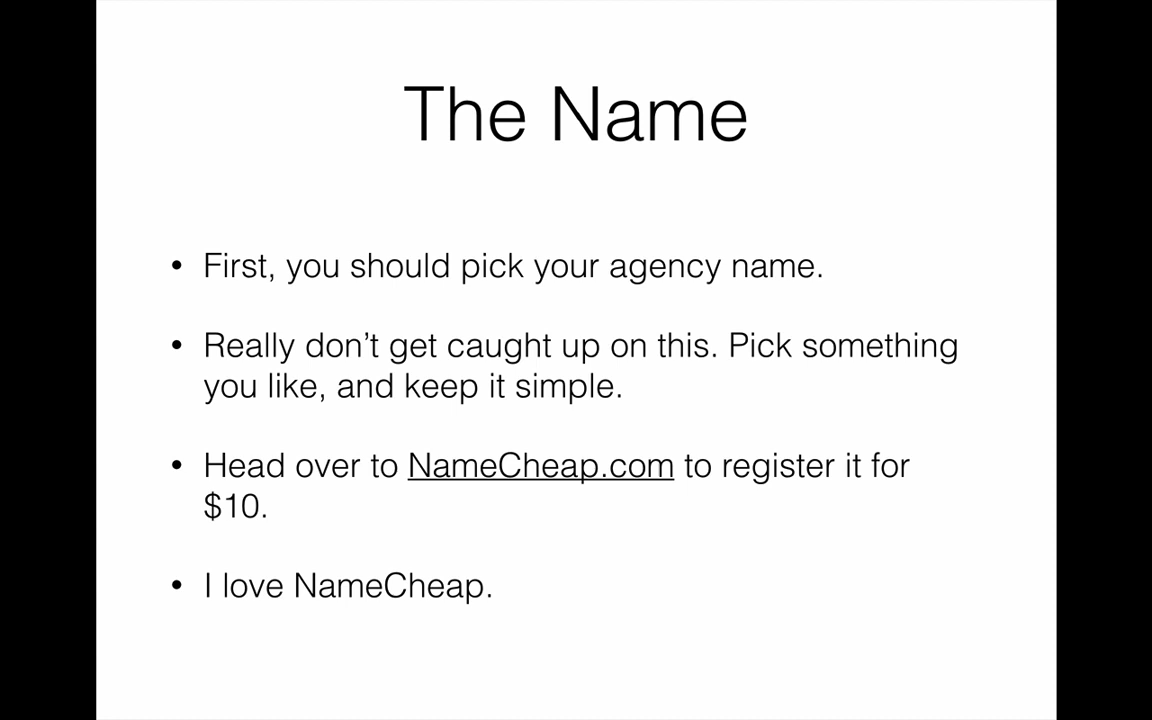 The Name
• First, you should pick your agency name.
• Really don’t get caught up on this. Pick something
you like, and keep it simple.
• Head over to NameCheap.com to register it for
$10.
• I love NameCheap.